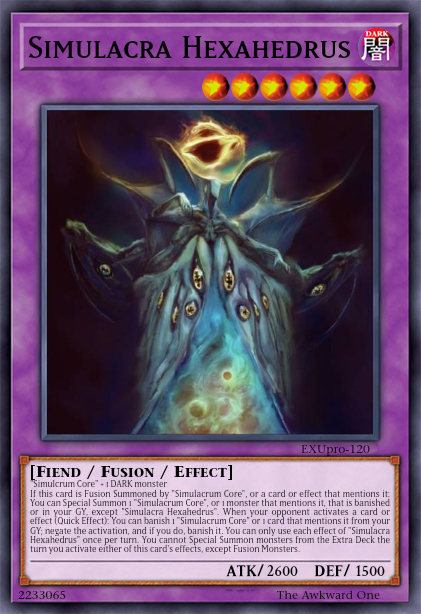 Simulacra Hexahedrus
DARK
闇
EXUpro-120
[Fiend / Fusion / Effect]
"Simulcrum Core" + 1 DARK monster
If this card is Fusion Summoned by "Simulacrum Core", or a card or effect that mentions it:
You can Special Summon 1 "Simulacrum Core", or 1 monster that mentions it, that is banished
or in your GY, except "Simulacra Hexahedrus". When your opponent activates a card or
effect (Quick Effect): You can banish 1 "Simulacrum Core" or 1 card that mentions it from your
GY; negate the activation, and if you do, banish it. You can only use each effect of "Simulacra
Hexahedrus" once per turn. You cannot Special Summon monsters from the Extra Deck the
turn you activate either of this card's effects, except Fusion Monsters.
ATK/2600 DEF/1500
2233065 The Awkward One